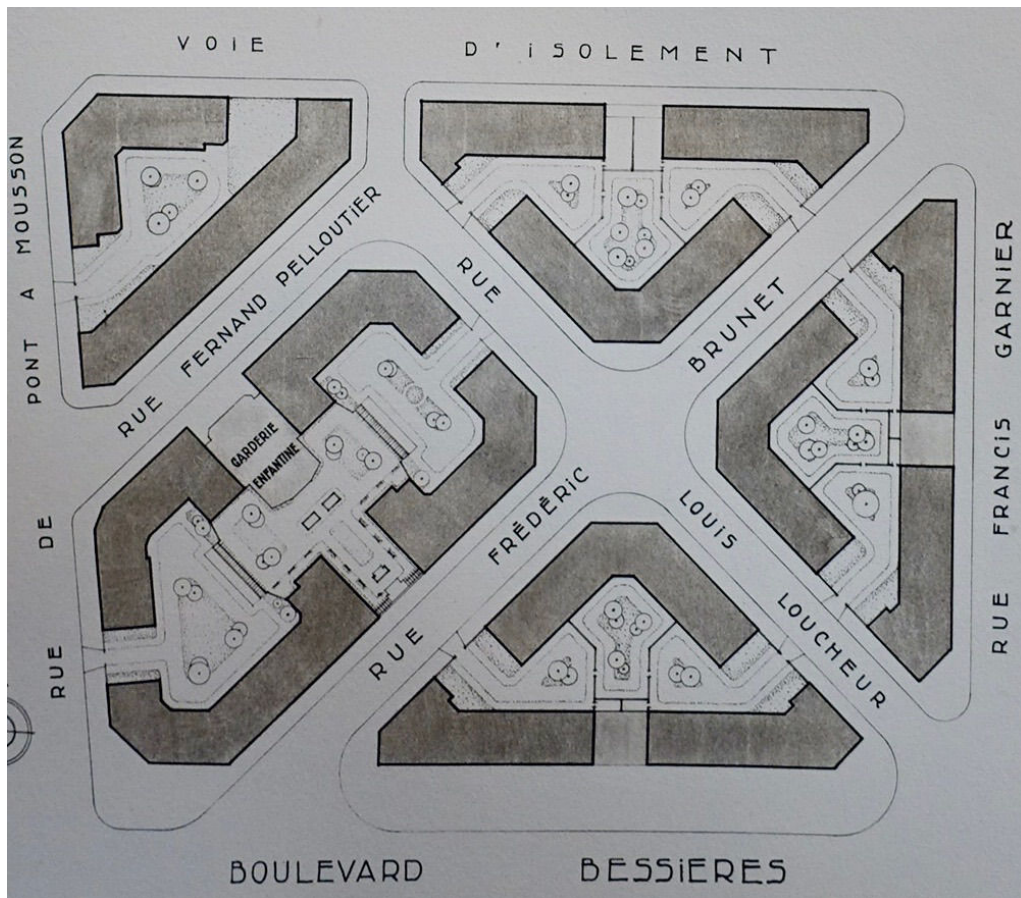 VOIE D'iSOLEMENT
RUE DE PONT A MOUSSON
RUE FERNAND PELLOUTIER
RUE LOUiS LOUCHEUR
RUE FRÉDÉRiC BRUNET
RUE FRANCiS GARNIER
GARDERIE
ENFANTINE
BOULEVARD BESSiERES